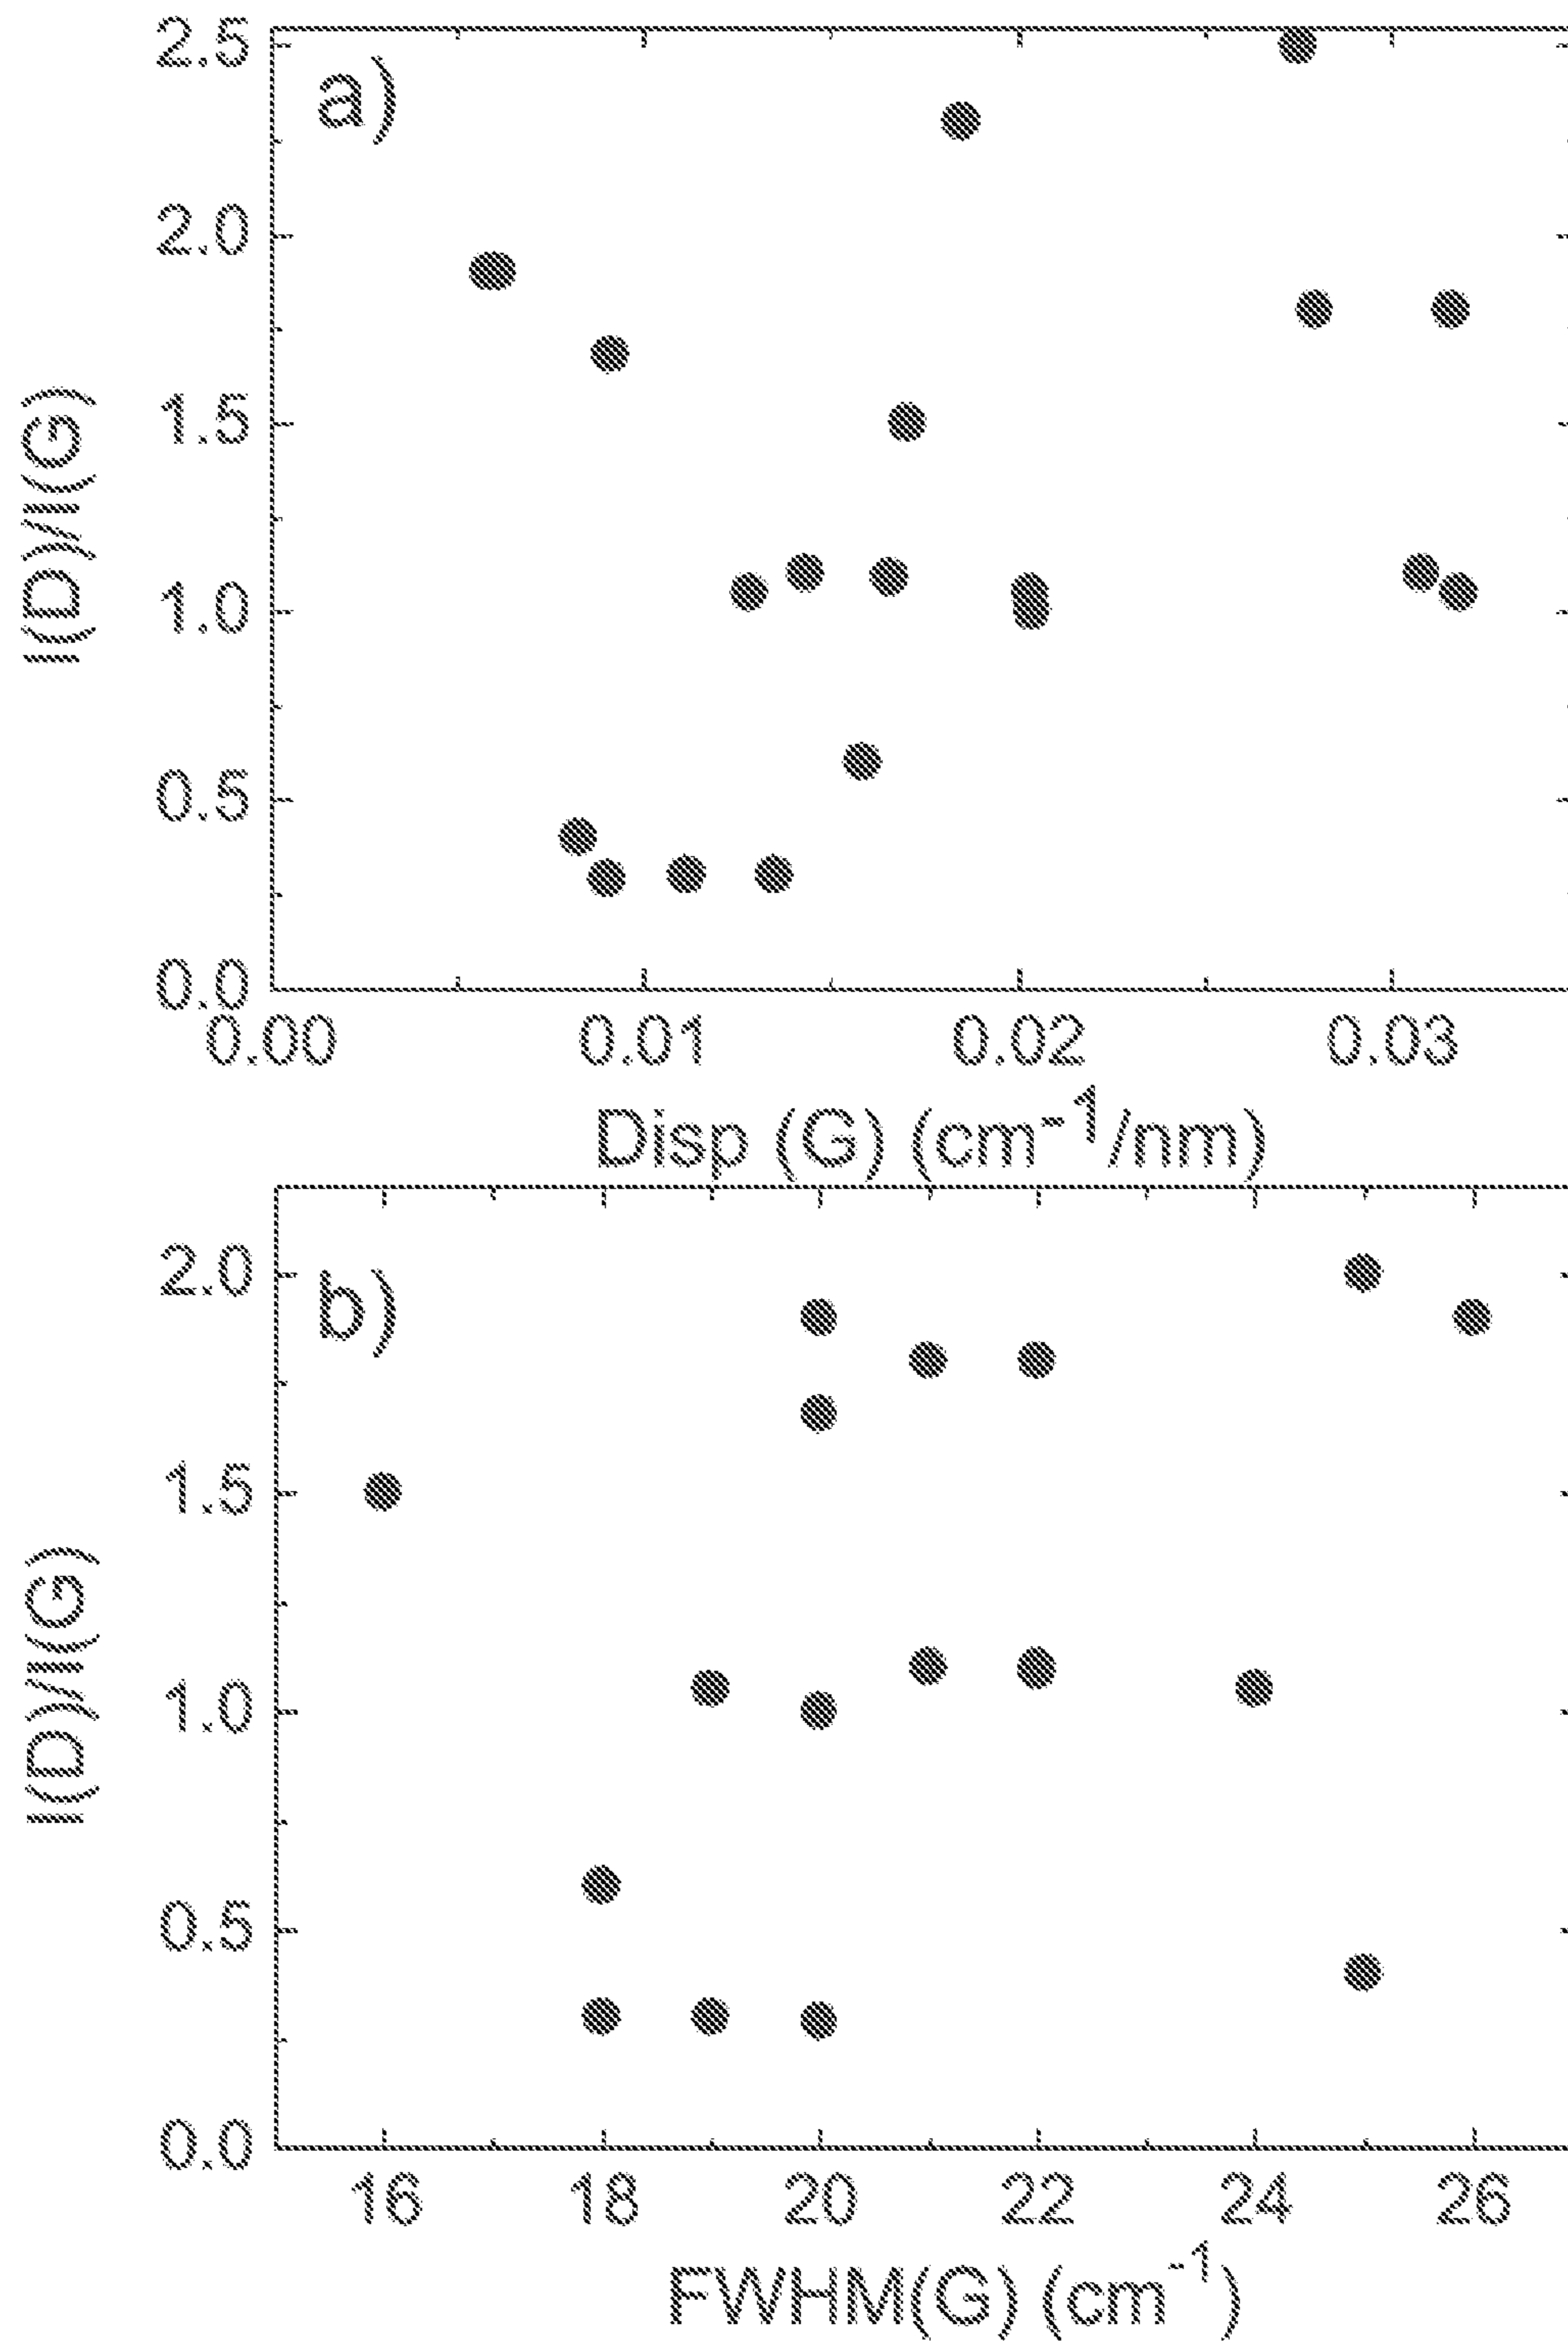 2.5
a)
2.0
1.5
I(D)/I(G)
1.0
0.5
0.0
0.00 0.01 0.02 0.03
Disp (G) (cm-1/nm)
2.0
b)
1.5
I(D)/I(G)
1.0
0.5
0.0
16 18 20 22 24 26
FWHM(G) (cm-1)